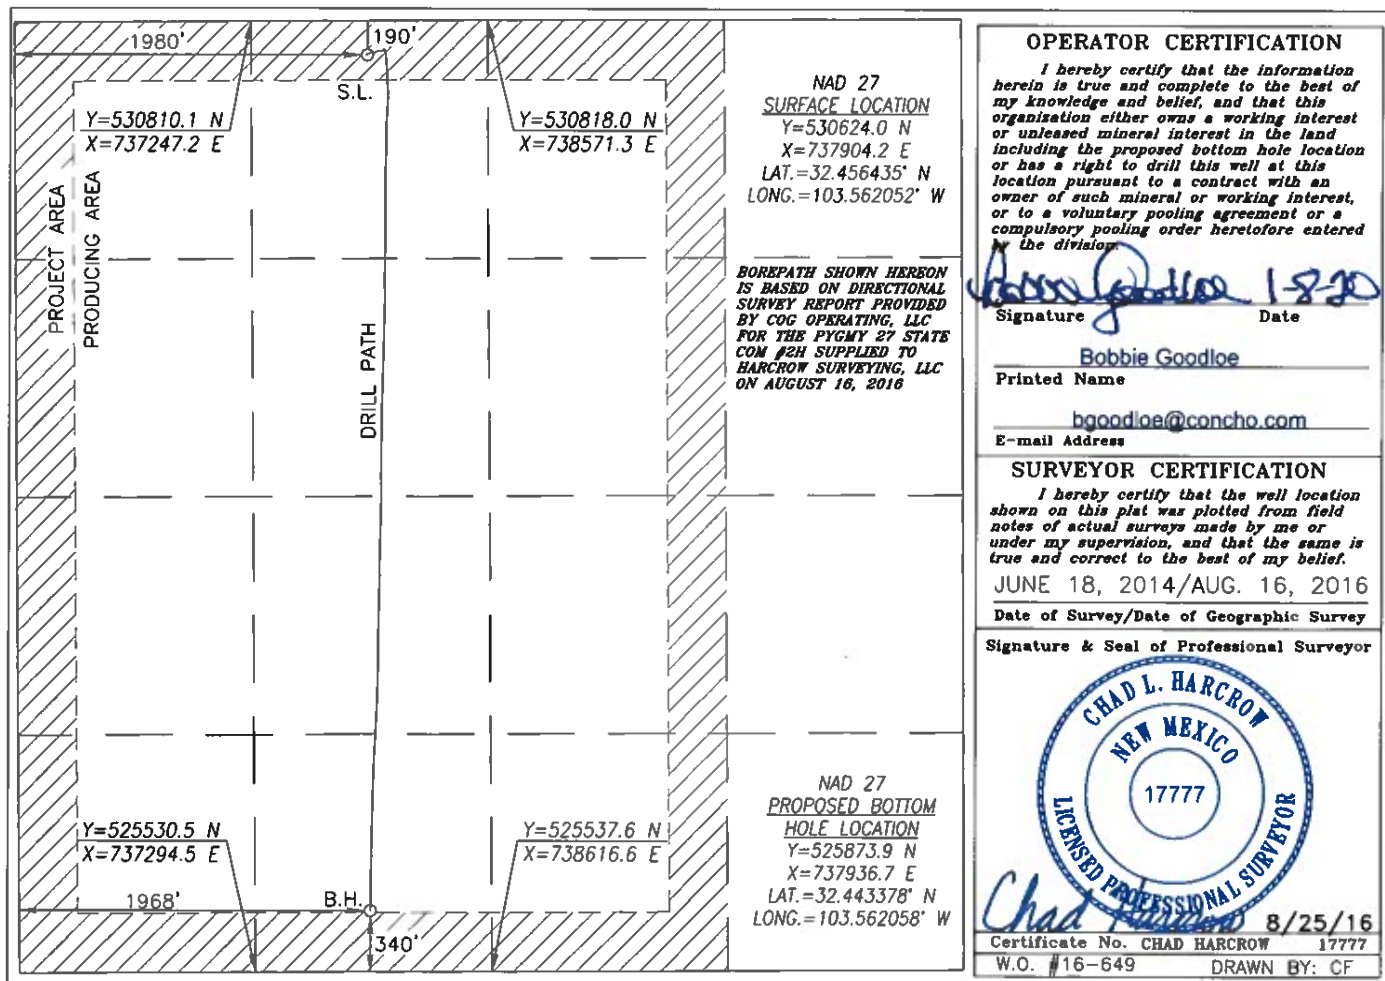 1980'
190'
S.L.
Y=530810.1 N
X=737247.2 E
Y=530818.0 N
X=738571.3 E
PROJECT AREA
PRODUCING AREA
DRILL PATH
Y=525530.5 N
X=737294.5 E
Y=525537.6 N
X=738616.6 E
1968'
B.H.
340'
NAD 27
SURFACE LOCATION
Y=530624.0 N
X=737904.2 E
LAT.=32.456435° N
LONG.=103.562052° W
BOREPATH SHOWN HEREON
IS BASED ON DIRECTIONAL
SURVEY REPORT PROVIDED
BY COG OPERATING, LLC
FOR THE PYGMY 27 STATE
COM #2H SUPPLIED TO
HARCROW SURVEYING, LLC
ON AUGUST 16, 2016
NAD 27
PROPOSED BOTTOM
HOLE LOCATION
Y=525873.9 N
X=737936.7 E
LAT.=32.443378° N
LONG.=103.562058° W
OPERATOR CERTIFICATION
I hereby certify that the information
herein is true and complete to the best of
my knowledge and belief, and that this
organization either owns a working interest
or unleased mineral interest in the land
including the proposed bottom hole location
or has a right to drill this well at this
location pursuant to a contract with an
owner of such mineral or working interest,
or to a voluntary pooling agreement or a
compulsory pooling order heretofore entered
by the division.
Bobbie Goodloe 1-8-20
Signature Date
Bobbie Goodloe
Printed Name
bgoodloe@concho.com
E-mail Address
SURVEYOR CERTIFICATION
I hereby certify that the well location
shown on this plat was plotted from field
notes of actual surveys made by me or
under my supervision, and that the same is
true and correct to the best of my belief.
JUNE 18, 2014/AUG. 16, 2016
Date of Survey/Date of Geographic Survey
Signature & Seal of Professional Surveyor
CHAD L. HARCROW
NEW MEXICO
17777
LICENSED PROFESSIONAL SURVEYOR
Chad Harcrow 8/25/16
Certificate No. CHAD HARCROW 17777
W.O. #16-649 DRAWN BY: CF